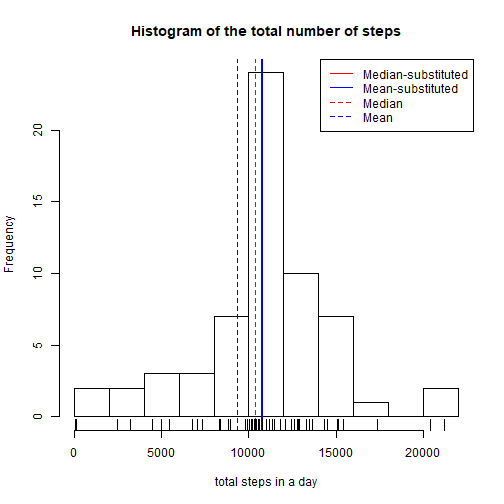 Histogram of the total number of steps
Median-substituted
Mean-substituted
Median
Mean
Frequency
20
15
10
5
0
0 5000 10000 15000 20000
total steps in a day